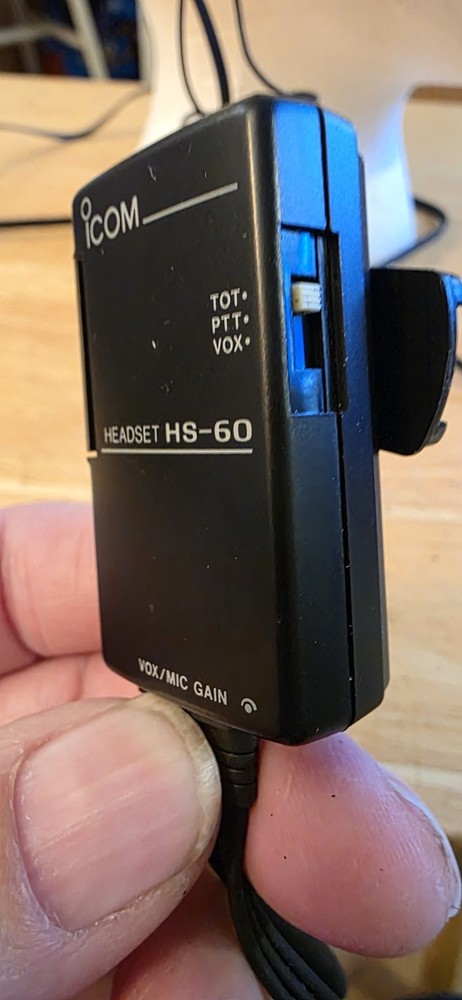 iCOM
TOT•
PTT•
VOX•
HEADSET HS-60
VOX/MIC GAIN